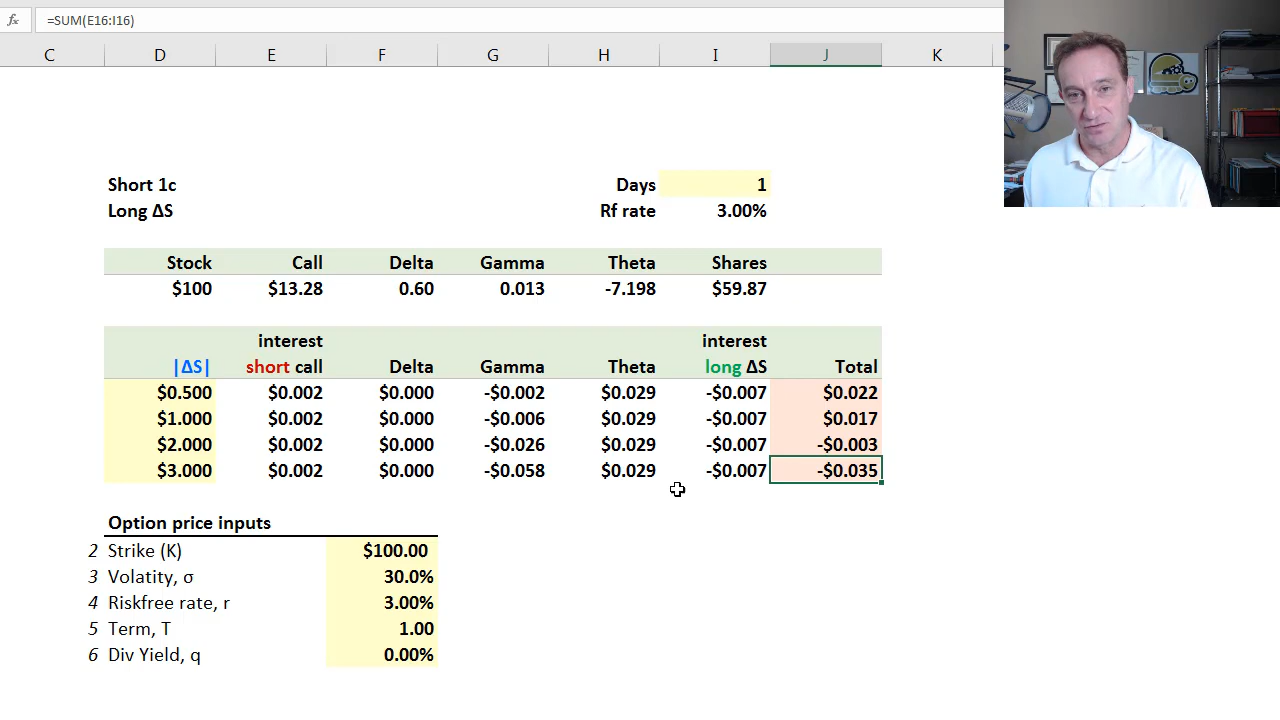 fx =SUM(E16:I16)
C D E F G H I J K
Short 1c Days 1
Long ΔS Rf rate 3.00%
Stock Call Delta Gamma Theta Shares
$100 $13.28 0.60 0.013 -7.198 $59.87
interest interest
|ΔS| short call Delta Gamma Theta long ΔS Total
$0.500 $0.002 $0.000 -$0.002 $0.029 -$0.007 $0.022
$1.000 $0.002 $0.000 -$0.006 $0.029 -$0.007 $0.017
$2.000 $0.002 $0.000 -$0.026 $0.029 -$0.007 -$0.003
$3.000 $0.002 $0.000 -$0.058 $0.029 -$0.007 -$0.035
Option price inputs
2 Strike (K) $100.00
3 Volatity, σ 30.0%
4 Riskfree rate, r 3.00%
5 Term, T 1.00
6 Div Yield, q 0.00%